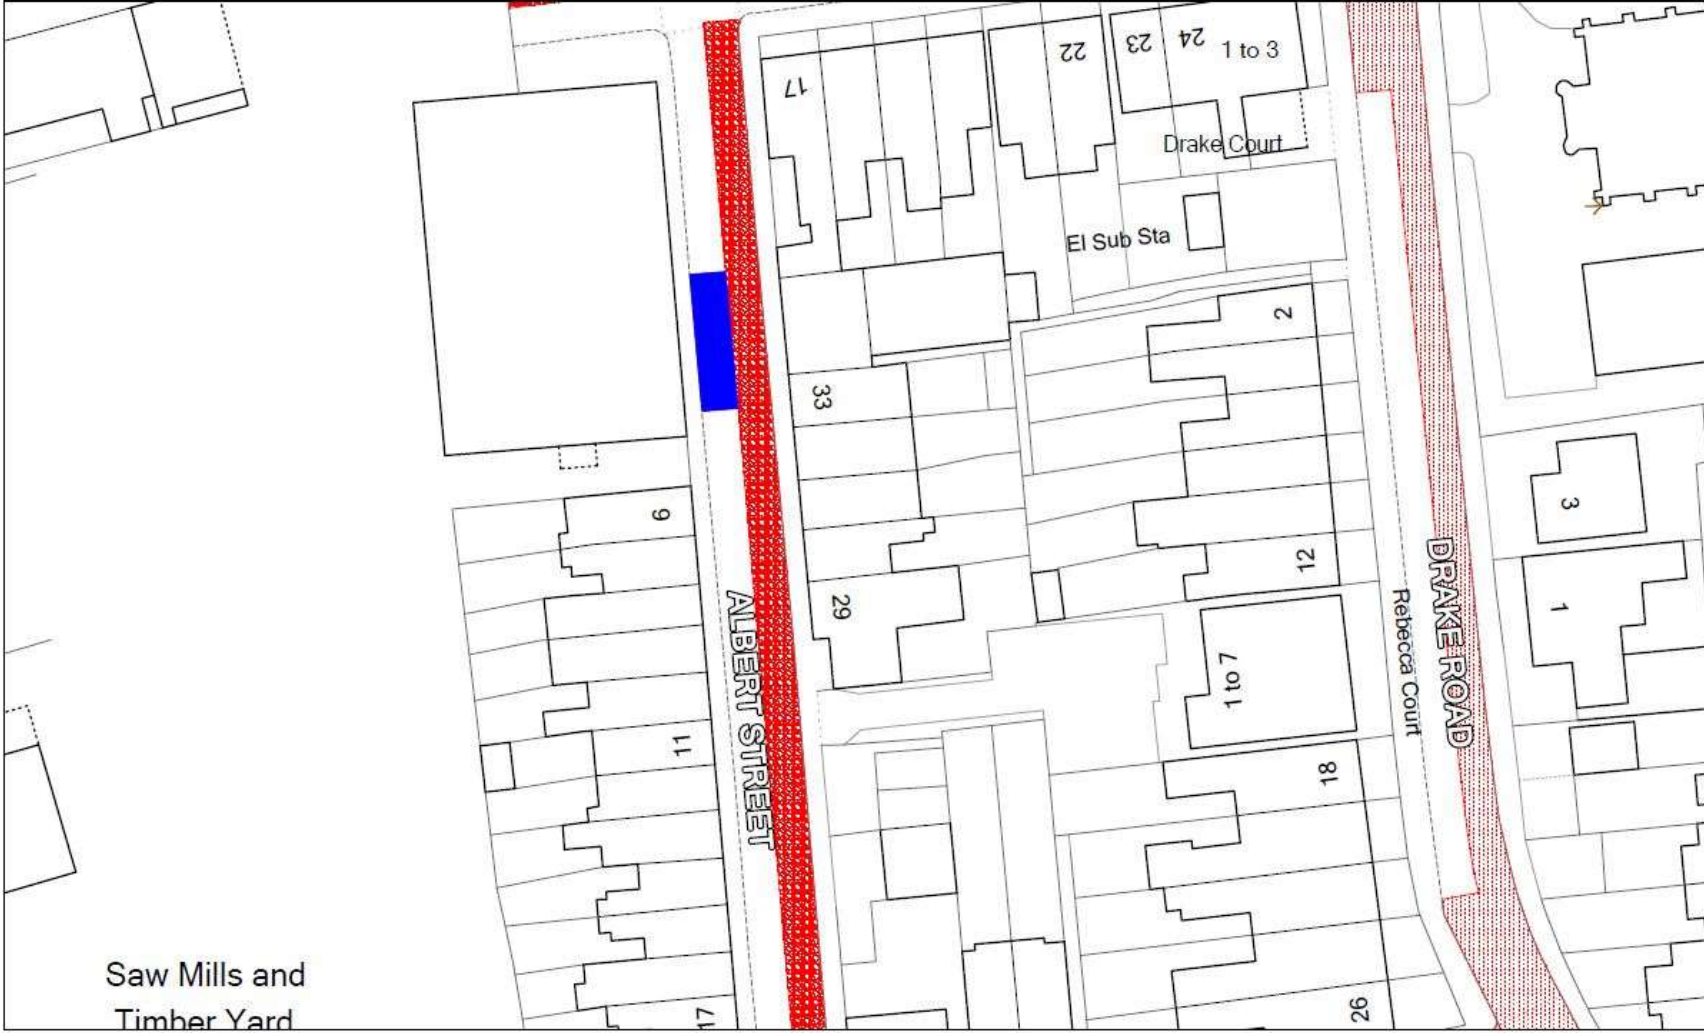 17
22
23
24
1 to 3
Drake Court
El Sub Sta
2
33
6
3
12
29
1
ALBERT STREET
DRAKE ROAD
Rebecca Court
1 to 7
11
18
Saw Mills and
Timber Yard
17
26